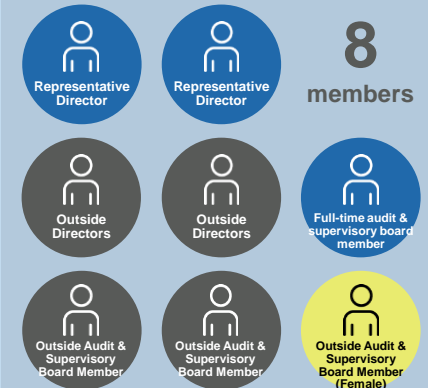 Representative
Director
Representative
Director
8
members
Outside
Directors
Outside
Directors
Full-time audit &
supervisory board
member
Outside Audit &
Supervisory
Board Member
Outside Audit &
Supervisory
Board Member
Outside Audit &
Supervisory
Board Member
(Female)